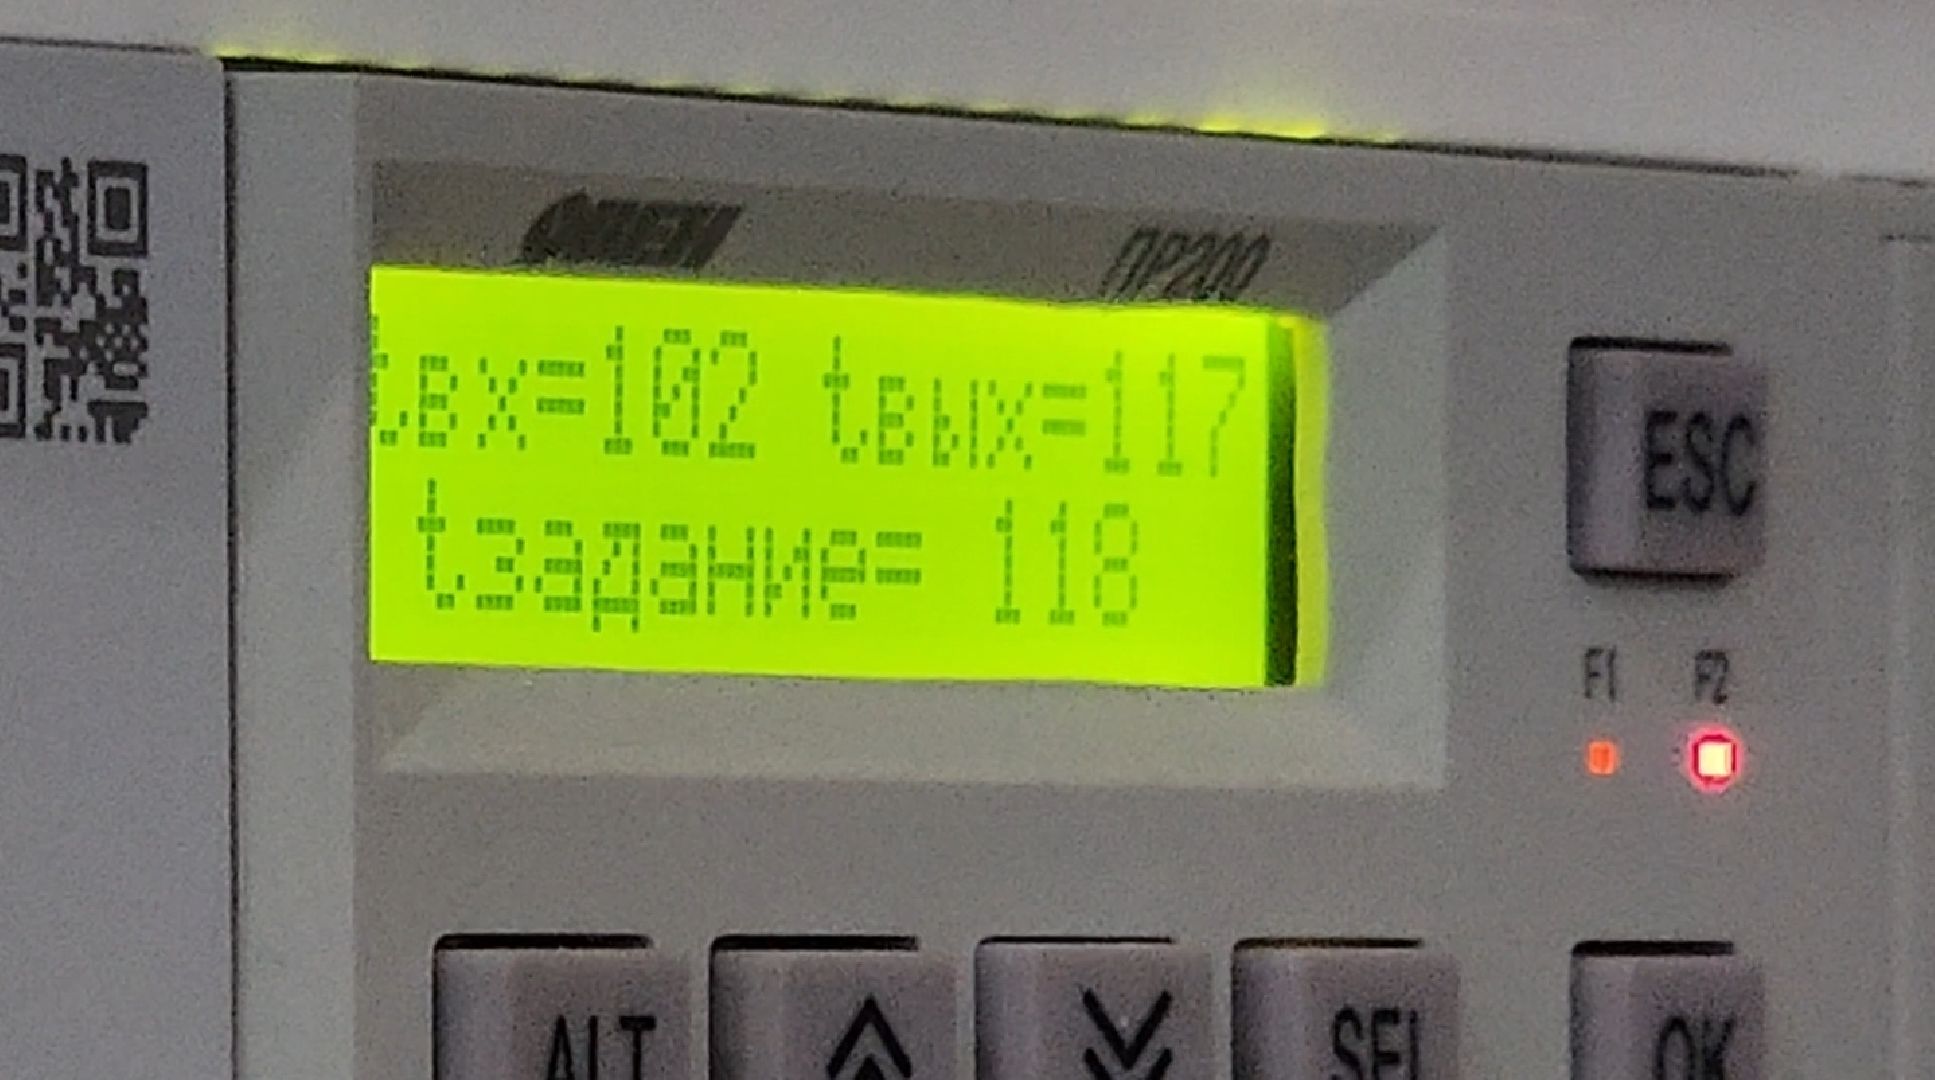 ОВЕН
ПР200
tвх=102 tвых=117
tзадание= 118
ESC
F1 F2
ALT
SEL
OK